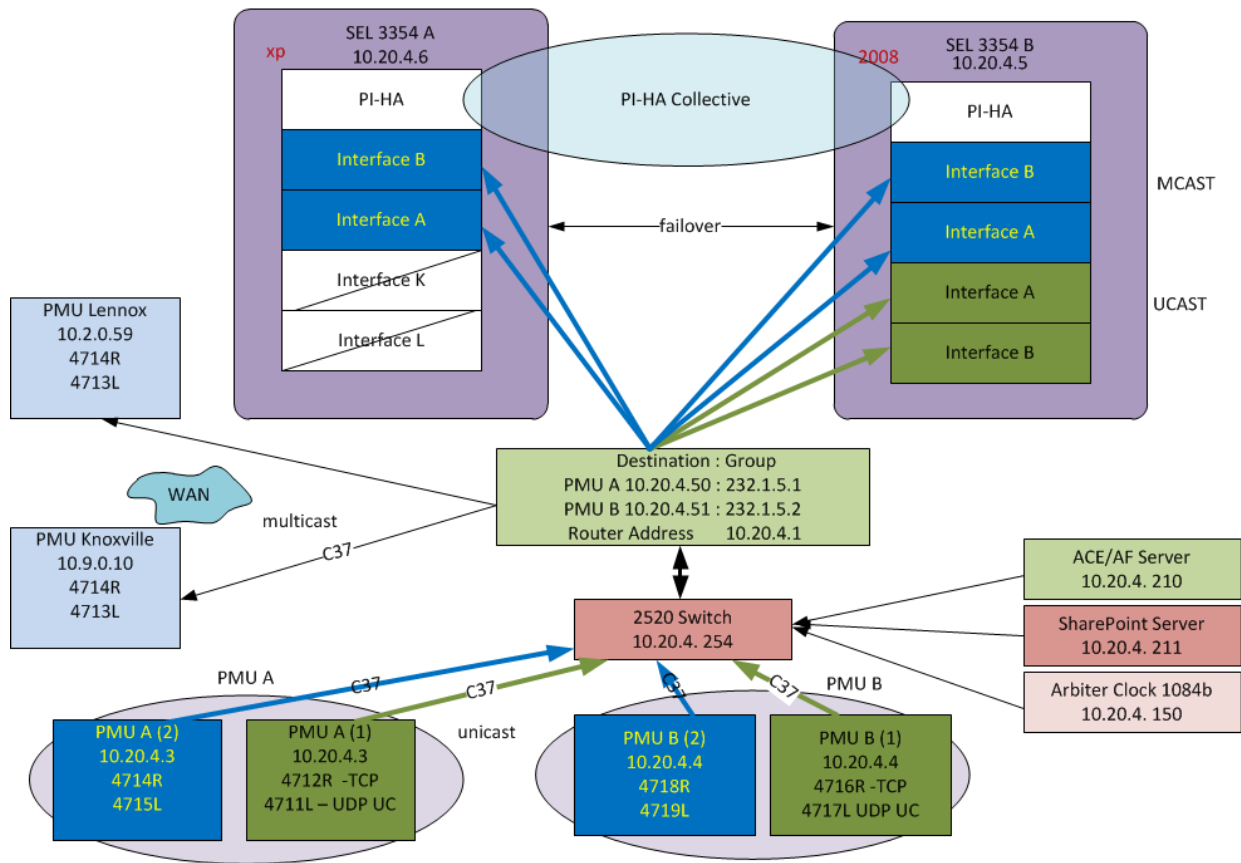 SEL 3354 A
10.20.4.6
xp
PI-HA
Interface B
Interface A
Interface K
Interface L
PI-HA Collective
failover
SEL 3354 B
10.20.4.5
2008
PI-HA
Interface B
Interface A
Interface A
Interface B
MCAST
UCAST
PMU Lennox
10.2.0.59
4714R
4713L
WAN
multicast
C37
PMU Knoxville
10.9.0.10
4714R
4713L
Destination : Group
PMU A 10.20.4.50 : 232.1.5.1
PMU B 10.20.4.51 : 232.1.5.2
Router Address 10.20.4.1
2520 Switch
10.20.4. 254
ACE/AF Server
10.20.4. 210
SharePoint Server
10.20.4. 211
Arbiter Clock 1084b
10.20.4. 150
PMU A
C37
C37
unicast
PMU A (2)
10.20.4.3
4714R
4715L
PMU A (1)
10.20.4.3
4712R -TCP
4711L – UDP UC
PMU B
C37
C37
PMU B (2)
10.20.4.4
4718R
4719L
PMU B (1)
10.20.4.4
4716R -TCP
4717L UDP UC